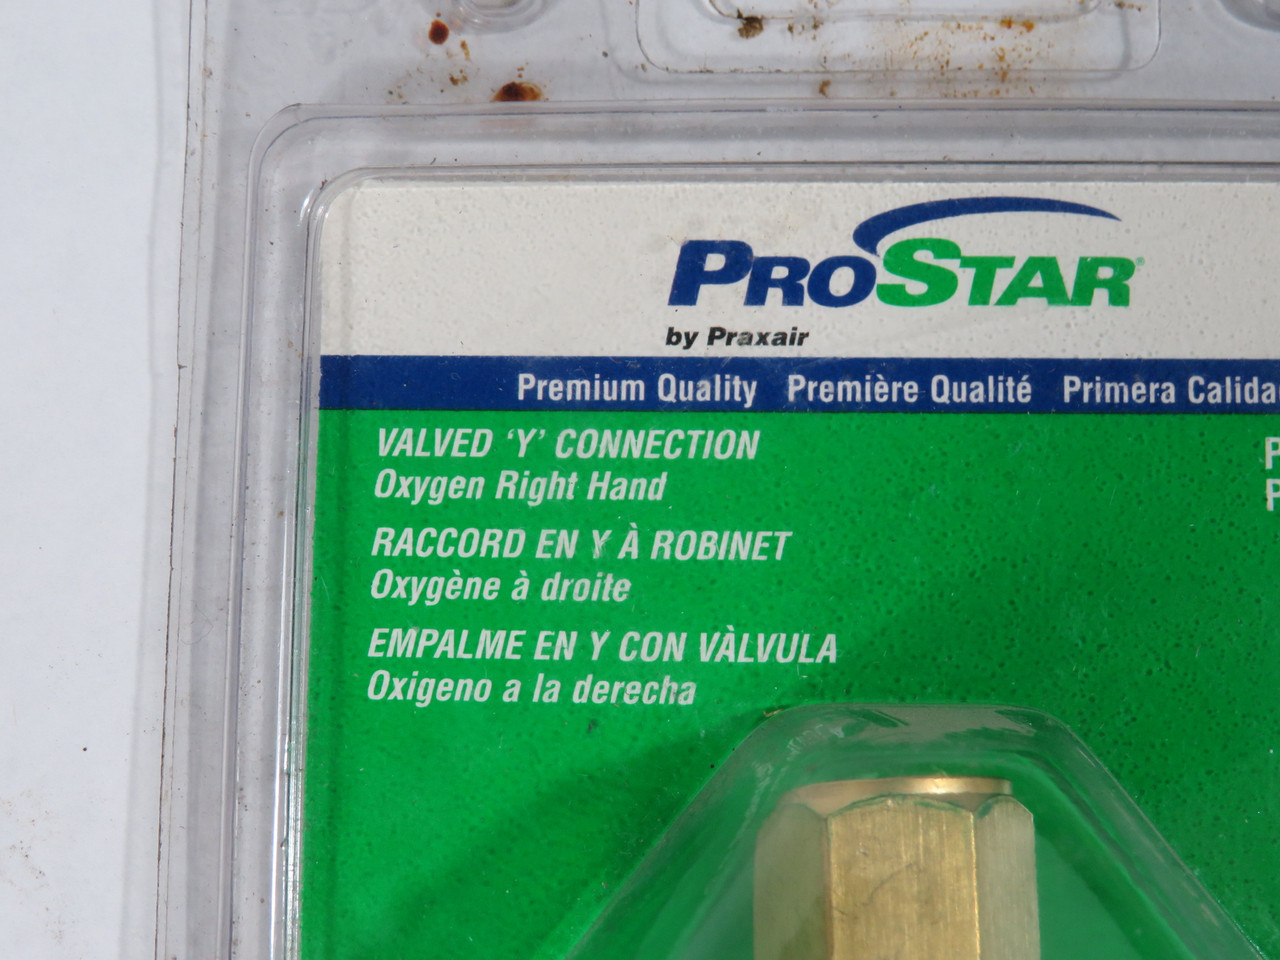 PROSTAR®
by Praxair
Premium Quality Première Qualité Primera Calida
VALVED ‘Y’ CONNECTION
Oxygen Right Hand
RACCORD EN Y À ROBINET
Oxygène à droite
EMPALME EN Y CON VÀLVULA
Oxigeno a la derecha
P
P